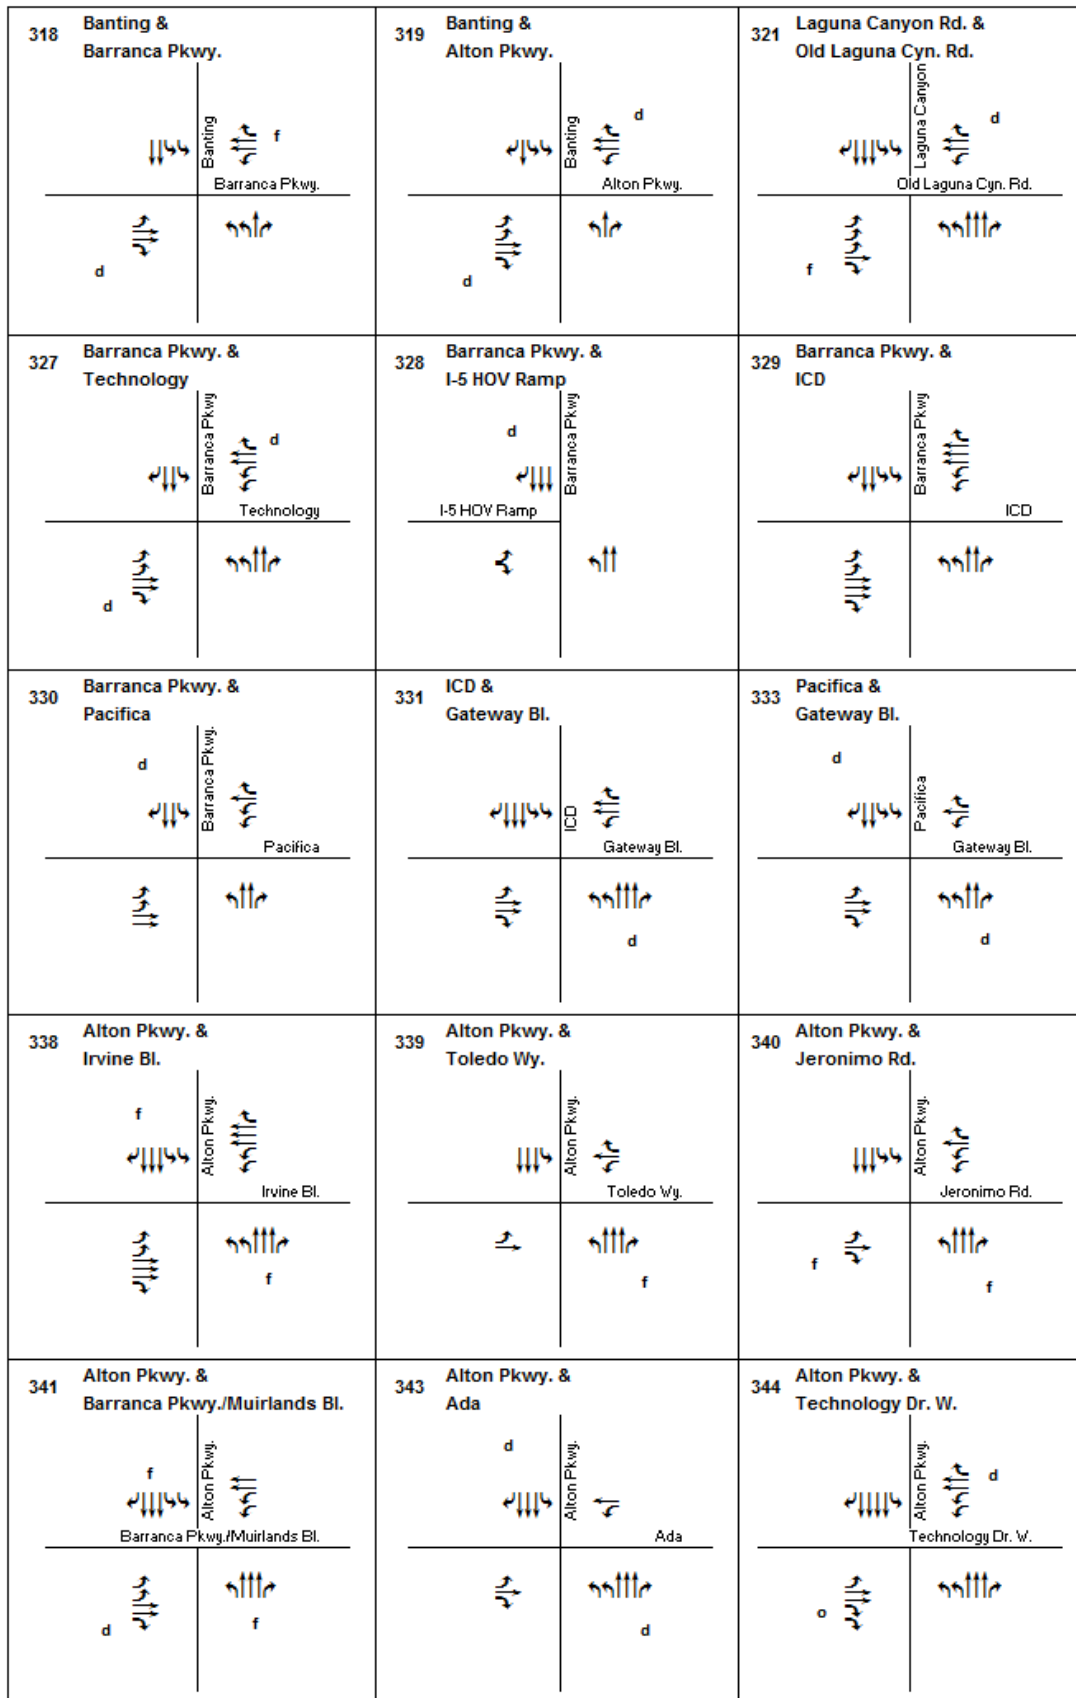 318 Banting &
Barranca Pkwy.
Banting
f
Barranca Pkwy.
d
319 Banting &
Alton Pkwy.
Banting
d
Alton Pkwy.
d
321 Laguna Canyon Rd. &
Old Laguna Cyn. Rd.
Laguna Canyon
d
Old Laguna Cyn. Rd.
f
327 Barranca Pkwy. &
Technology
Barranca Pkwy
d
Technology
d
328 Barranca Pkwy. &
I-5 HOV Ramp
d
Barranca Pkwy
I-5 HOV Ramp
329 Barranca Pkwy. &
ICD
Barranca Pkwy
ICD
330 Barranca Pkwy. &
Pacifica
d
Barranca Pkwy.
Pacifica
331 ICD &
Gateway Bl.
ICD
Gateway Bl.
d
333 Pacifica &
Gateway Bl.
d
Pacifica
Gateway Bl.
d
338 Alton Pkwy. &
Irvine Bl.
f
Alton Pkwy.
Irvine Bl.
f
339 Alton Pkwy. &
Toledo Wy.
Alton Pkwy.
Toledo Wy.
f
340 Alton Pkwy. &
Jeronimo Rd.
Alton Pkwy.
Jeronimo Rd.
f
f
341 Alton Pkwy. &
Barranca Pkwy./Muirlands Bl.
f
Alton Pkwy.
Barranca Pkwy./Muirlands Bl.
d
f
343 Alton Pkwy. &
Ada
d
Alton Pkwy.
Ada
d
344 Alton Pkwy. &
Technology Dr. W.
Alton Pkwy.
d
Technology Dr. W.
o